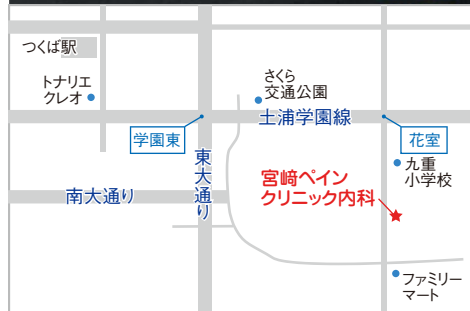 つくば駅
トナリエ
クレオ
さくら
交通公園
土浦学園線
学園東
花室
東大通り
九重
小学校
南大通り
宮﨑ペイン
クリニック内科
ファミリー
マート